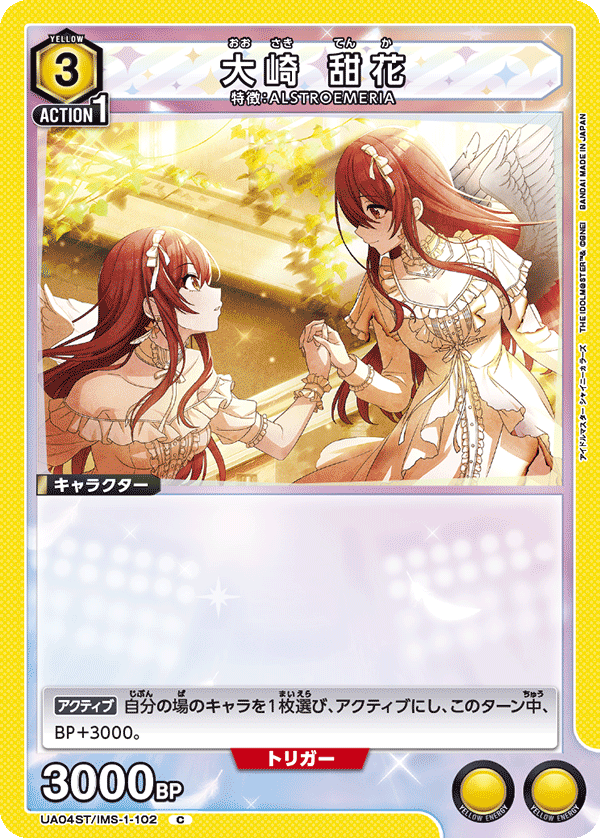 YELLOW
3
ACTION 1
おお さき てん か
大崎 甜花
特徴:ALSTROEMERIA
アイドルマスター シャイニーカラーズ THE IDOLM@STER™& ©BNEI BANDAI MADE IN JAPAN
キャラクター
じぶん ば まいえら ちゅう
アクティブ 自分の場のキャラを1枚選び、アクティブにし、このターン中、
BP+3000。
トリガー
3000BP
YELLOW ENERGY YELLOW ENERGY
UA04ST/IMS-1-102 C